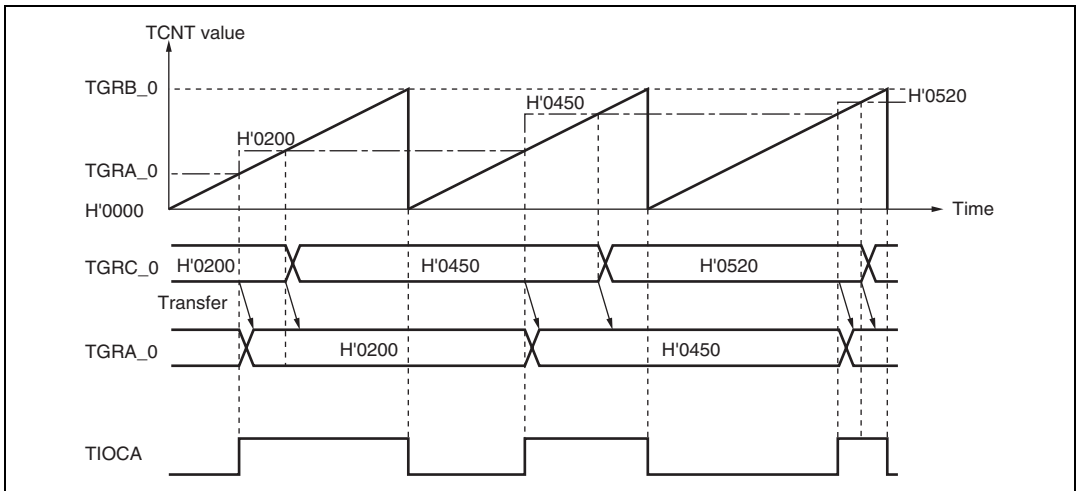 TCNT value
TGRB_0
H'0520
H'0450
H'0200
TGRA_0
H'0000
Time
TGRC_0
H'0200
H'0450
H'0520
Transfer
TGRA_0
H'0200
H'0450
TIOCA